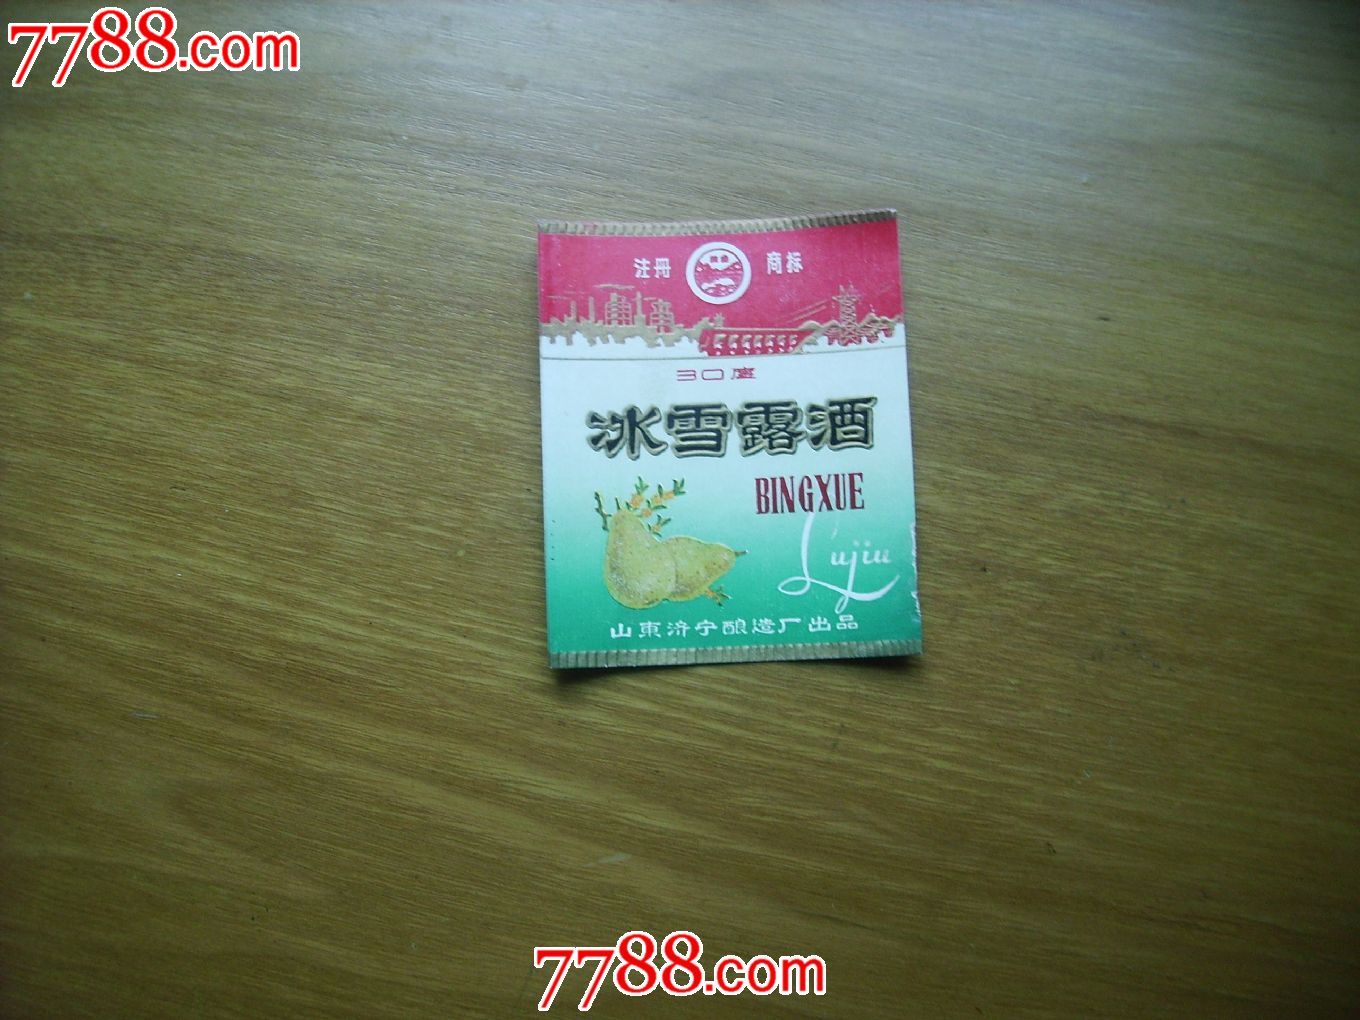 7788.com
注册 商标
30度
冰雪露酒
BINGXUE
Lujiu
山東济宁酿造厂出品
7788.com